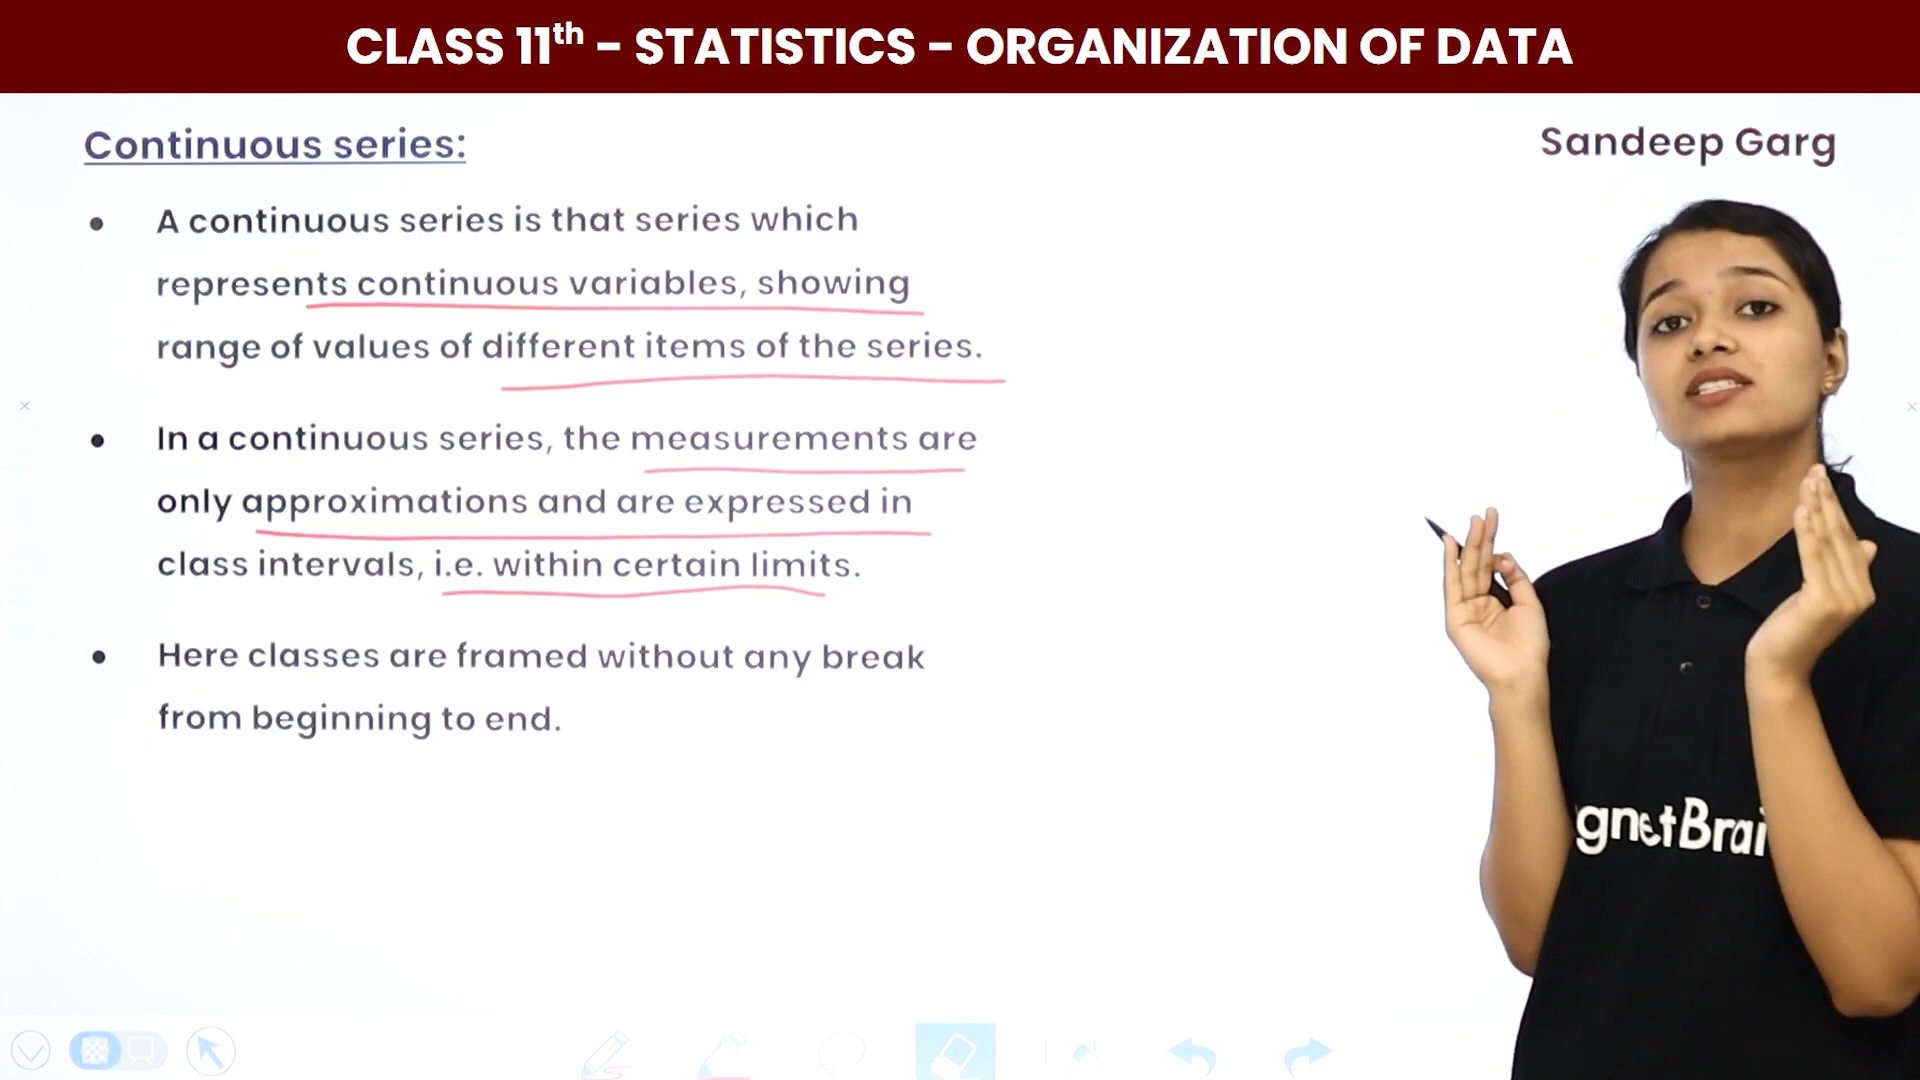 CLASS 11th - STATISTICS - ORGANIZATION OF DATA
Continuous series:
Sandeep Garg
• A continuous series is that series which
represents continuous variables, showing
range of values of different items of the series.
• In a continuous series, the measurements are
only approximations and are expressed in
class intervals, i.e. within certain limits.
• Here classes are framed without any break
from beginning to end.
gnetBrai